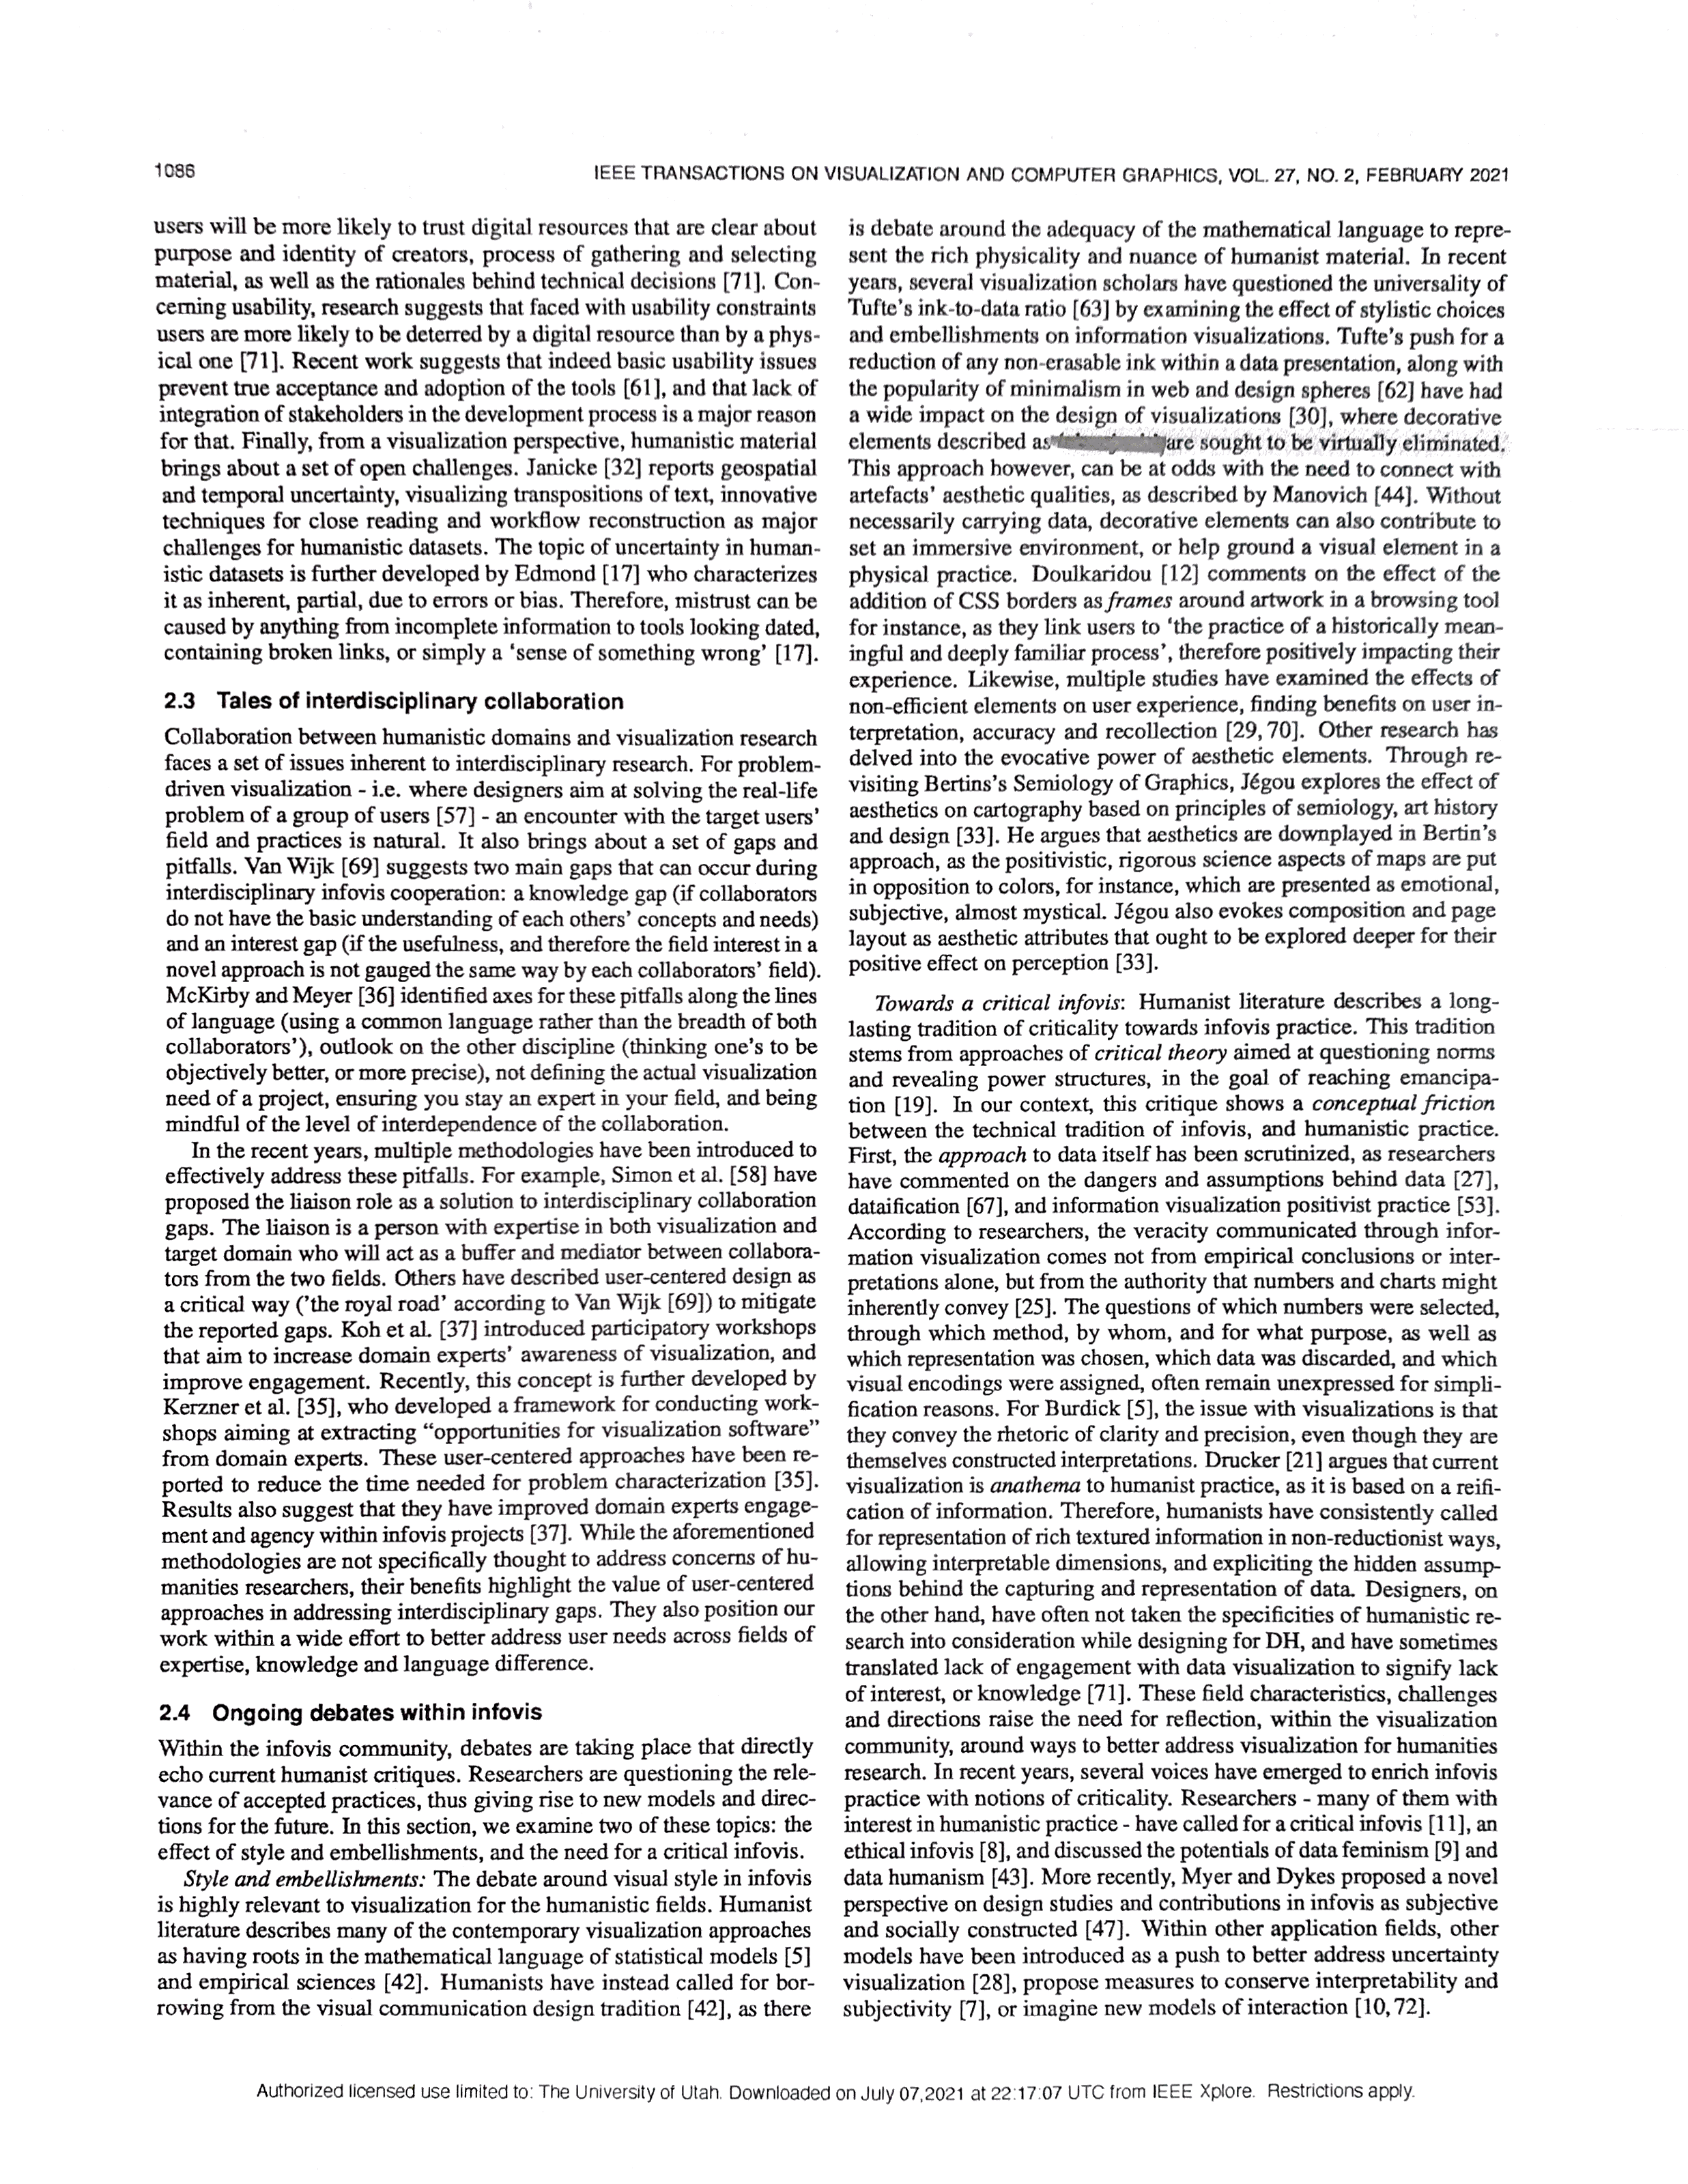 1086
IEEE TRANSACTIONS ON VISUALIZATION AND COMPUTER GRAPHICS, VOL. 27, NO. 2, FEBRUARY 2021
users will be more likely to trust digital resources that are clear about
purpose and identity of creators, process of gathering and selecting
material, as well as the rationales behind technical decisions [71]. Con-
cerning usability, research suggests that faced with usability constraints
users are more likely to be deterred by a digital resource than by a phys-
ical one [71]. Recent work suggests that indeed basic usability issues
prevent true acceptance and adoption of the tools [61], and that lack of
integration of stakeholders in the development process is a major reason
for that. Finally, from a visualization perspective, humanistic material
brings about a set of open challenges. Janicke [32] reports geospatial
and temporal uncertainty, visualizing transpositions of text, innovative
techniques for close reading and workflow reconstruction as major
challenges for humanistic datasets. The topic of uncertainty in human-
istic datasets is further developed by Edmond [17] who characterizes
it as inherent, partial, due to errors or bias. Therefore, mistrust can be
caused by anything from incomplete information to tools looking dated,
containing broken links, or simply a ‘sense of something wrong’ [17].
2.3 Tales of interdisciplinary collaboration
Collaboration between humanistic domains and visualization research
faces a set of issues inherent to interdisciplinary research. For problem-
driven visualization - i.e. where designers aim at solving the real-life
problem of a group of users [57] - an encounter with the target users’
field and practices is natural. It also brings about a set of gaps and
pitfalls. Van Wijk [69] suggests two main gaps that can occur during
interdisciplinary infovis cooperation: a knowledge gap (if collaborators
do not have the basic understanding of each others’ concepts and needs)
and an interest gap (if the usefulness, and therefore the field interest in a
novel approach is not gauged the same way by each collaborators’ field).
McKirby and Meyer [36] identified axes for these pitfalls along the lines
of language (using a common language rather than the breadth of both
collaborators’), outlook on the other discipline (thinking one’s to be
objectively better, or more precise), not defining the actual visualization
need of a project, ensuring you stay an expert in your field, and being
mindful of the level of interdependence of the collaboration.
In the recent years, multiple methodologies have been introduced to
effectively address these pitfalls. For example, Simon et al. [58] have
proposed the liaison role as a solution to interdisciplinary collaboration
gaps. The liaison is a person with expertise in both visualization and
target domain who will act as a buffer and mediator between collabora-
tors from the two fields. Others have described user-centered design as
a critical way (’the royal road’ according to Van Wijk [69]) to mitigate
the reported gaps. Koh et al. [37] introduced participatory workshops
that aim to increase domain experts’ awareness of visualization, and
improve engagement. Recently, this concept is further developed by
Kerzner et al. [35], who developed a framework for conducting work-
shops aiming at extracting “opportunities for visualization software”
from domain experts. These user-centered approaches have been re-
ported to reduce the time needed for problem characterization [35].
Results also suggest that they have improved domain experts engage-
ment and agency within infovis projects [37]. While the aforementioned
methodologies are not specifically thought to address concerns of hu-
manities researchers, their benefits highlight the value of user-centered
approaches in addressing interdisciplinary gaps. They also position our
work within a wide effort to better address user needs across fields of
expertise, knowledge and language difference.
2.4 Ongoing debates within infovis
Within the infovis community, debates are taking place that directly
echo current humanist critiques. Researchers are questioning the rele-
vance of accepted practices, thus giving rise to new models and direc-
tions for the future. In this section, we examine two of these topics: the
effect of style and embellishments, and the need for a critical infovis.
Style and embellishments: The debate around visual style in infovis
is highly relevant to visualization for the humanistic fields. Humanist
literature describes many of the contemporary visualization approaches
as having roots in the mathematical language of statistical models [5]
and empirical sciences [42]. Humanists have instead called for bor-
rowing from the visual communication design tradition [42], as there
is debate around the adequacy of the mathematical language to repre-
sent the rich physicality and nuance of humanist material. In recent
years, several visualization scholars have questioned the universality of
Tufte’s ink-to-data ratio [63] by examining the effect of stylistic choices
and embellishments on information visualizations. Tufte’s push for a
reduction of any non-erasable ink within a data presentation, along with
the popularity of minimalism in web and design spheres [62] have had
a wide impact on the design of visualizations [30], where decorative
elements described as are sought to be virtually eliminated.
This approach however, can be at odds with the need to connect with
artefacts’ aesthetic qualities, as described by Manovich [44]. Without
necessarily carrying data, decorative elements can also contribute to
set an immersive environment, or help ground a visual element in a
physical practice. Doulkaridou [12] comments on the effect of the
addition of CSS borders as frames around artwork in a browsing tool
for instance, as they link users to ‘the practice of a historically mean-
ingful and deeply familiar process’, therefore positively impacting their
experience. Likewise, multiple studies have examined the effects of
non-efficient elements on user experience, finding benefits on user in-
terpretation, accuracy and recollection [29, 70]. Other research has
delved into the evocative power of aesthetic elements. Through re-
visiting Bertins’s Semiology of Graphics, Jégou explores the effect of
aesthetics on cartography based on principles of semiology, art history
and design [33]. He argues that aesthetics are downplayed in Bertin’s
approach, as the positivistic, rigorous science aspects of maps are put
in opposition to colors, for instance, which are presented as emotional,
subjective, almost mystical. Jégou also evokes composition and page
layout as aesthetic attributes that ought to be explored deeper for their
positive effect on perception [33].
Towards a critical infovis: Humanist literature describes a long-
lasting tradition of criticality towards infovis practice. This tradition
stems from approaches of critical theory aimed at questioning norms
and revealing power structures, in the goal of reaching emancipa-
tion [19]. In our context, this critique shows a conceptual friction
between the technical tradition of infovis, and humanistic practice.
First, the approach to data itself has been scrutinized, as researchers
have commented on the dangers and assumptions behind data [27],
dataification [67], and information visualization positivist practice [53].
According to researchers, the veracity communicated through infor-
mation visualization comes not from empirical conclusions or inter-
pretations alone, but from the authority that numbers and charts might
inherently convey [25]. The questions of which numbers were selected,
through which method, by whom, and for what purpose, as well as
which representation was chosen, which data was discarded, and which
visual encodings were assigned, often remain unexpressed for simpli-
fication reasons. For Burdick [5], the issue with visualizations is that
they convey the rhetoric of clarity and precision, even though they are
themselves constructed interpretations. Drucker [21] argues that current
visualization is anathema to humanist practice, as it is based on a reifi-
cation of information. Therefore, humanists have consistently called
for representation of rich textured information in non-reductionist ways,
allowing interpretable dimensions, and expliciting the hidden assump-
tions behind the capturing and representation of data. Designers, on
the other hand, have often not taken the specificities of humanistic re-
search into consideration while designing for DH, and have sometimes
translated lack of engagement with data visualization to signify lack
of interest, or knowledge [71]. These field characteristics, challenges
and directions raise the need for reflection, within the visualization
community, around ways to better address visualization for humanities
research. In recent years, several voices have emerged to enrich infovis
practice with notions of criticality. Researchers - many of them with
interest in humanistic practice - have called for a critical infovis [11], an
ethical infovis [8], and discussed the potentials of data feminism [9] and
data humanism [43]. More recently, Myer and Dykes proposed a novel
perspective on design studies and contributions in infovis as subjective
and socially constructed [47]. Within other application fields, other
models have been introduced as a push to better address uncertainty
visualization [28], propose measures to conserve interpretability and
subjectivity [7], or imagine new models of interaction [10, 72].
Authorized licensed use limited to: The University of Utah. Downloaded on July 07,2021 at 22:17:07 UTC from IEEE Xplore. Restrictions apply.